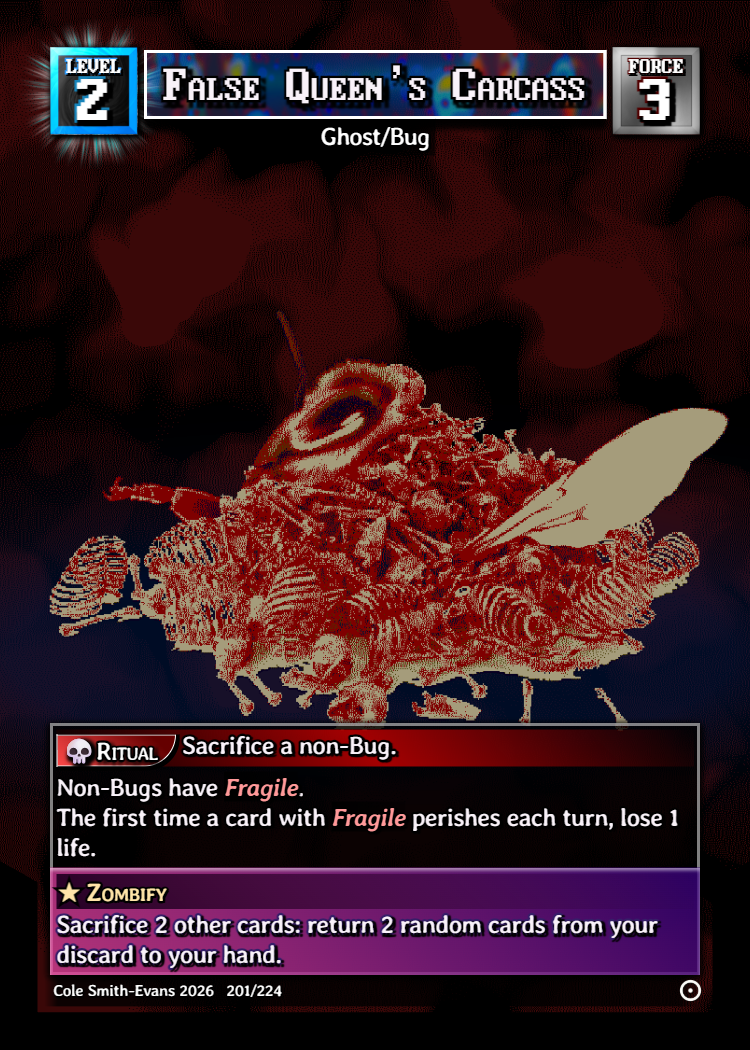 LEVEL
2
False Queen's Carcass
FORCE
3
Ghost/Bug
Ritual Sacrifice a non-Bug.
Non-Bugs have Fragile.
The first time a card with Fragile perishes each turn, lose 1
life.
★ Zombify
Sacrifice 2 other cards: return 2 random cards from your
discard to your hand.
Cole Smith-Evans 2026 201/224